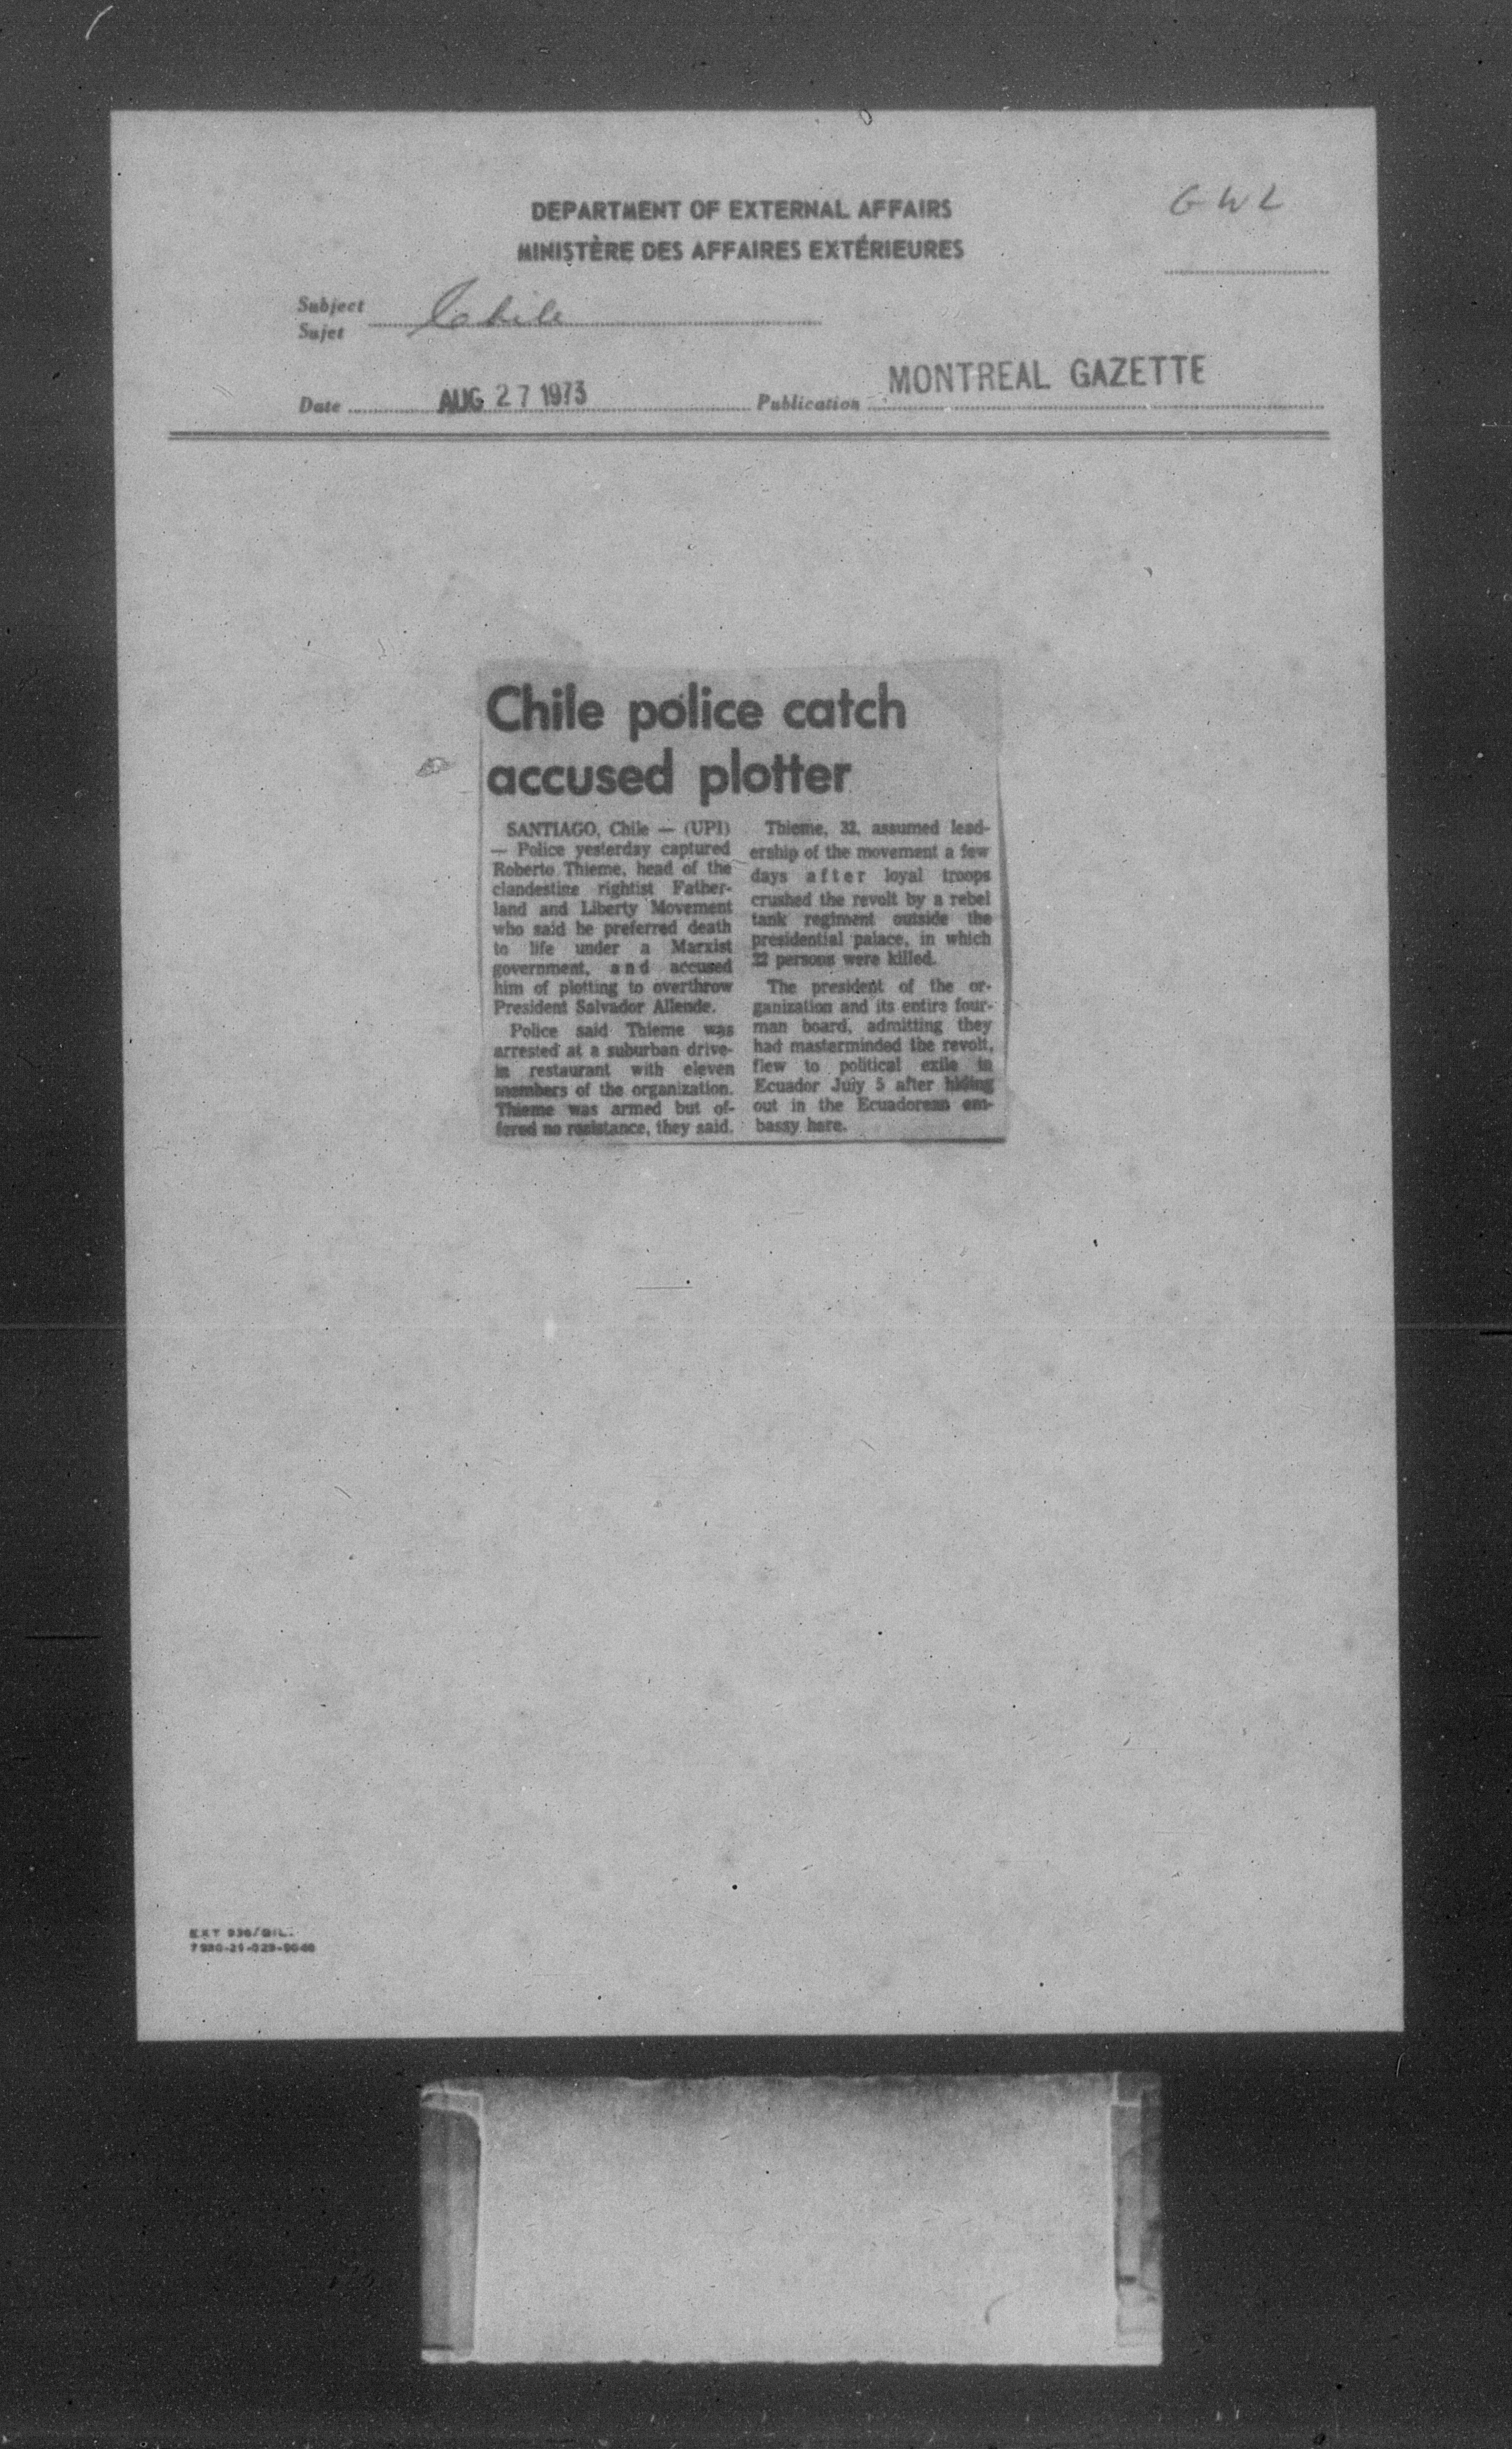 GWL
DEPARTMENT OF EXTERNAL AFFAIRS
MINISTÈRE DES AFFAIRES EXTÉRIEURES
Subject
Sujet
Chile
Date AUG 27 1973 Publication MONTREAL GAZETTE
Chile police catch
accused plotter
SANTIAGO, Chile — (UPI)
— Police yesterday captured
Roberto Thieme, head of the
clandestine rightist Father-
land and Liberty Movement
who said he preferred death
to life under a Marxist
government, and accused
him of plotting to overthrow
President Salvador Allende.
Police said Thieme was
arrested at a suburban drive-
in restaurant with eleven
members of the organization.
Thieme was armed but of-
fered no resistance, they said.
Thieme, 32, assumed lead-
ership of the movement a few
days after loyal troops
crushed the revolt by a rebel
tank regiment outside the
presidential palace, in which
22 persons were killed.
The president of the or-
ganization and its entire four-
man board, admitting they
had masterminded the revolt,
flew to political exile in
Ecuador July 5 after hiding
out in the Ecuadorean em-
bassy here.
EXT